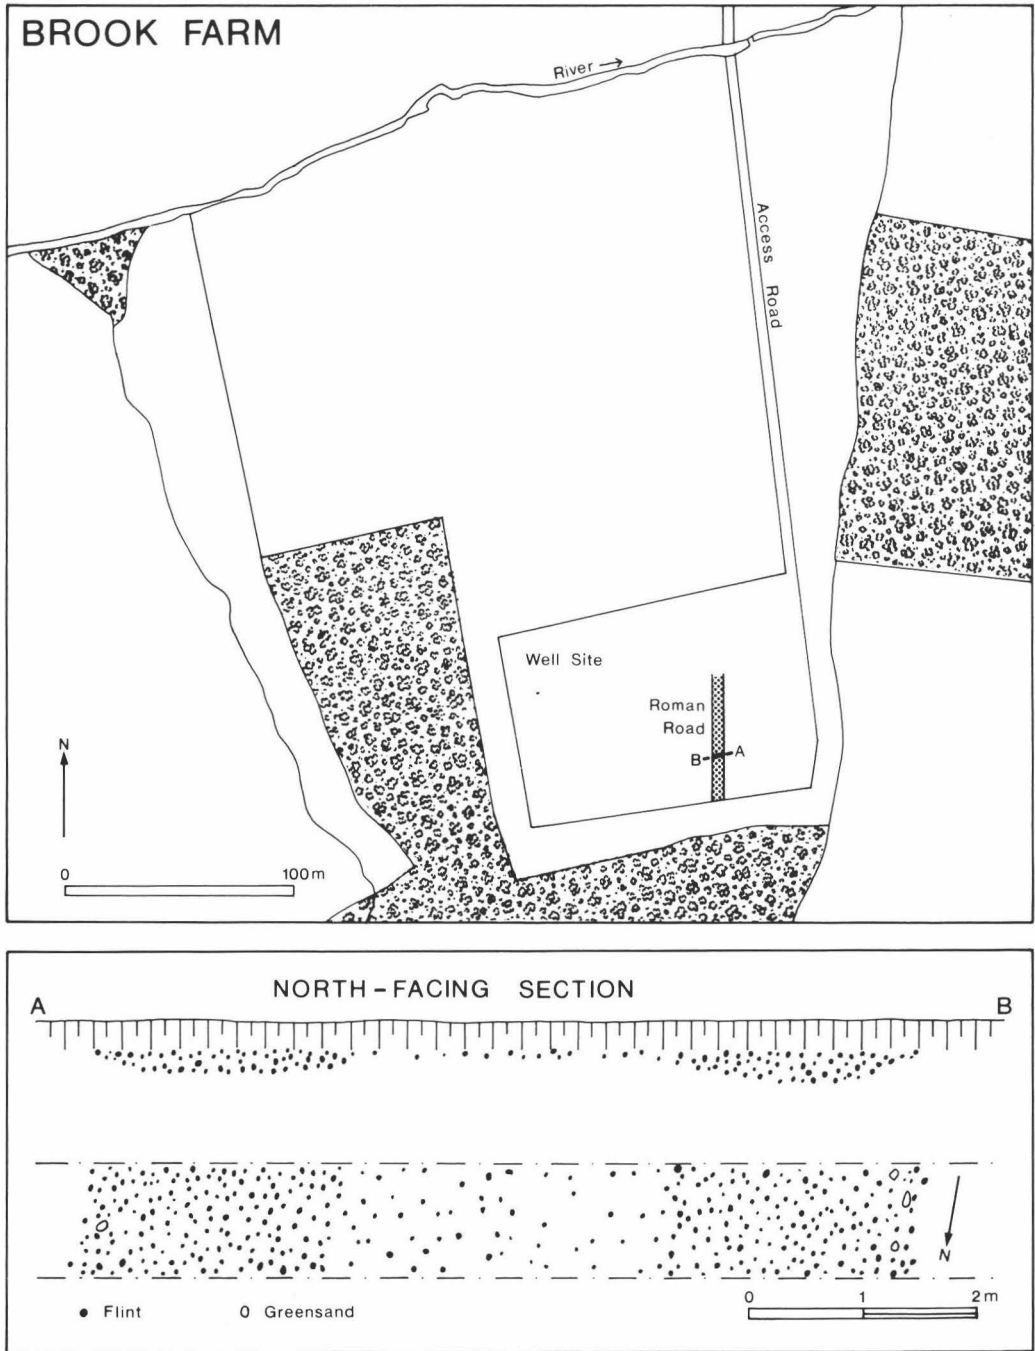 BROOK FARM
River
Access Road
Well Site
Roman
Road
B A
N
0 100m
NORTH-FACING SECTION
A B
N
Flint Greensand
0 1 2m